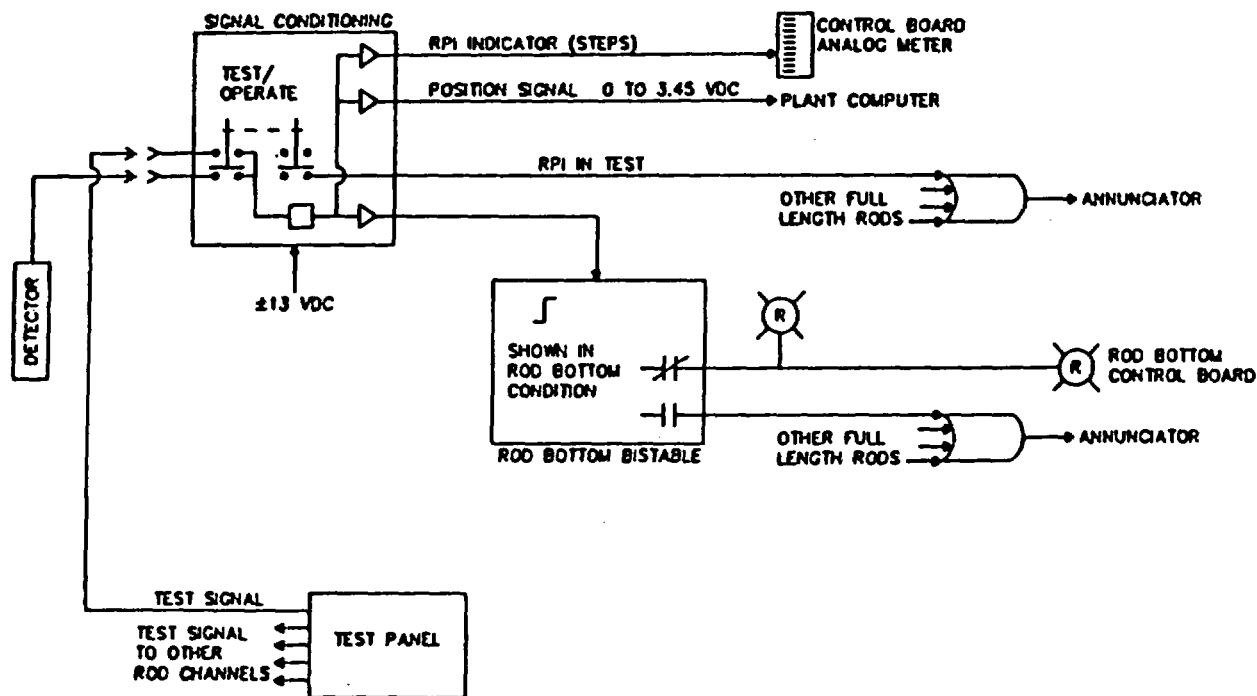 SIGNAL CONDITIONING
TEST/
OPERATE
RPI INDICATOR (STEPS)
CONTROL BOARD
ANALOG METER
POSITION SIGNAL 0 TO 3.45 VDC
PLANT COMPUTER
RPI IN TEST
OTHER FULL
LENGTH RODS
ANNUNCIATOR
DETECTOR
±13 VDC
SHOWN IN
ROD BOTTOM
CONDITION
R
R
ROD BOTTOM
CONTROL BOARD
ROD BOTTOM BISTABLE
OTHER FULL
LENGTH RODS
ANNUNCIATOR
TEST SIGNAL
TEST SIGNAL
TO OTHER
ROD CHANNELS
TEST PANEL